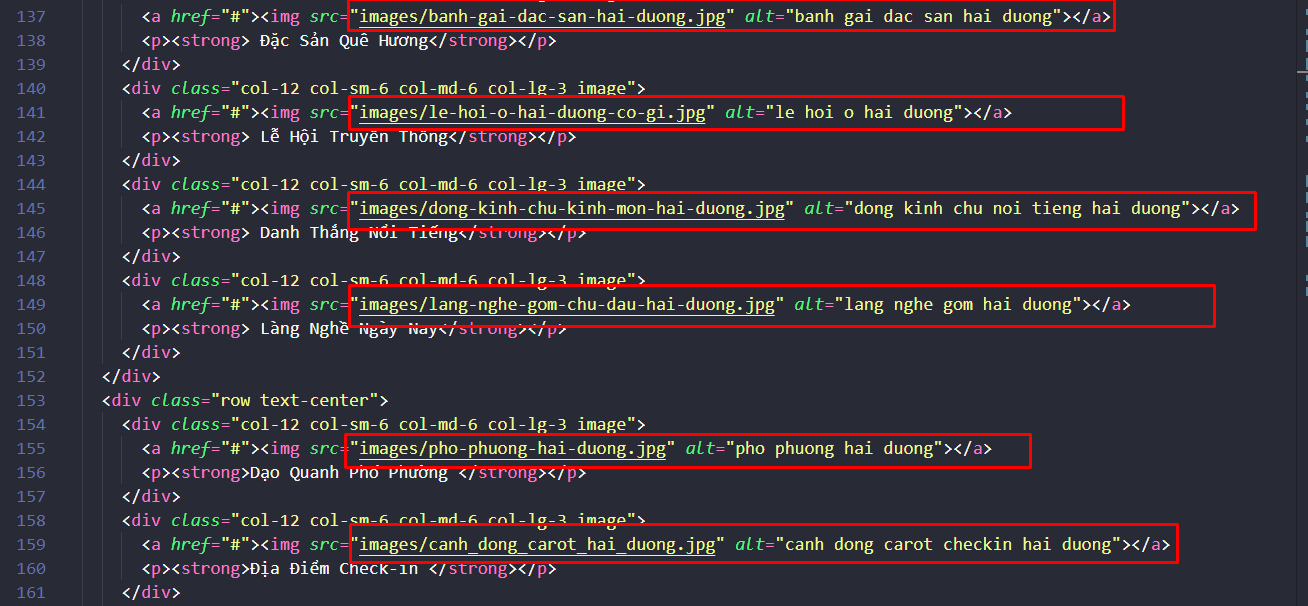 137 <a href="#"><img src="images/banh-gai-dac-san-hai-duong.jpg" alt="banh gai dac san hai duong"></a>
138 <p><strong> Đặc Sản Quê Hương</strong></p>
139 </div>
140 <div class="col-12 col-sm-6 col-md-6 col-lg-3 image">
141 <a href="#"><img src="images/le-hoi-o-hai-duong-co-gi.jpg" alt="le hoi o hai duong"></a>
142 <p><strong> Lễ Hội Truyền Thống</strong></p>
143 </div>
144 <div class="col-12 col-sm-6 col-md-6 col-lg-3 image">
145 <a href="#"><img src="images/dong-kinh-chu-kinh-mon-hai-duong.jpg" alt="dong kinh chu noi tieng hai duong"></a>
146 <p><strong> Danh Thắng Nổi Tiếng</strong></p>
147 </div>
148 <div class="col-12 col-sm-6 col-md-6 col-lg-3 image">
149 <a href="#"><img src="images/lang-nghe-gom-chu-dau-hai-duong.jpg" alt="lang nghe gom hai duong"></a>
150 <p><strong> Làng Nghề Ngày Nay</strong></p>
151 </div>
152 </div>
153 <div class="row text-center">
154 <div class="col-12 col-sm-6 col-md-6 col-lg-3 image">
155 <a href="#"><img src="images/pho-phuong-hai-duong.jpg" alt="pho phuong hai duong"></a>
156 <p><strong>Dạo Quanh Phố Phường </strong></p>
157 </div>
158 <div class="col-12 col-sm-6 col-md-6 col-lg-3 image">
159 <a href="#"><img src="images/canh_dong_carot_hai_duong.jpg" alt="canh dong carot checkin hai duong"></a>
160 <p><strong>Địa Điểm Check-in </strong></p>
161 </div>